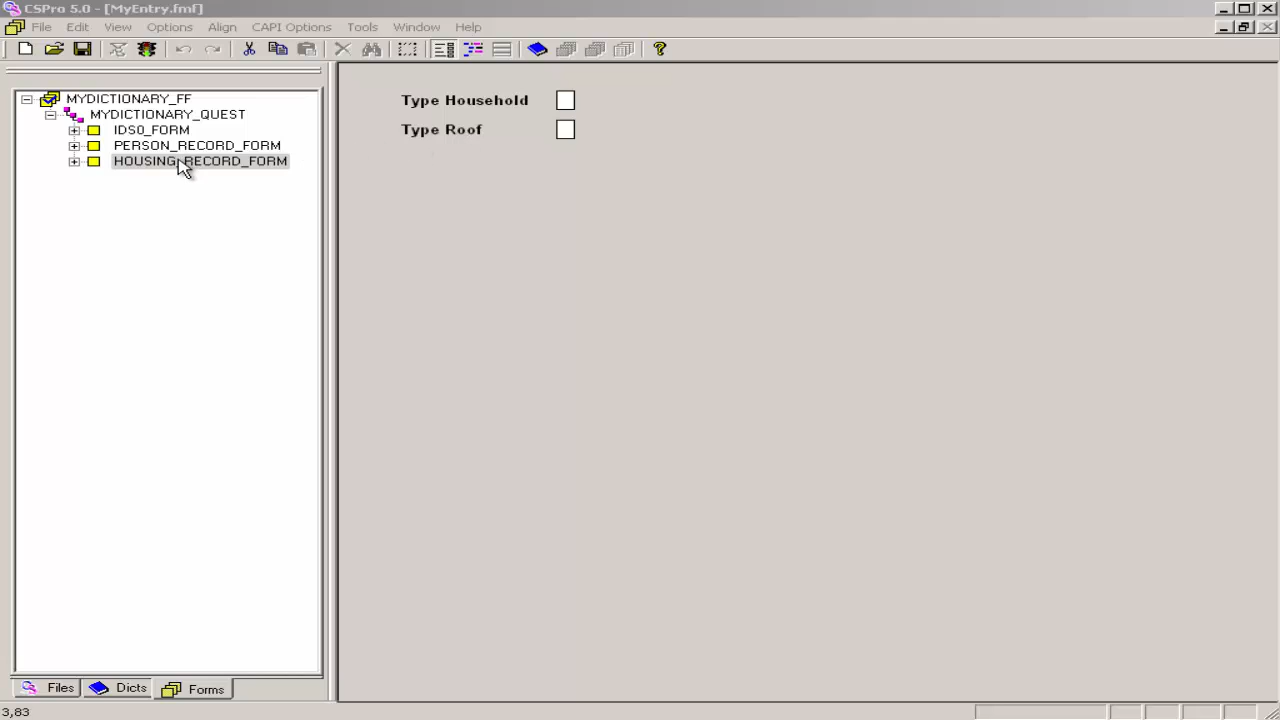 CSPro 5.0 - [MyEntry.fmf]
File Edit View Options Align CAPI Options Tools Window Help
MYDICTIONARY_FF
MYDICTIONARY_QUEST
IDS0_FORM
PERSON_RECORD_FORM
HOUSING_RECORD_FORM
Type Household
Type Roof
Files Dicts Forms
3,83